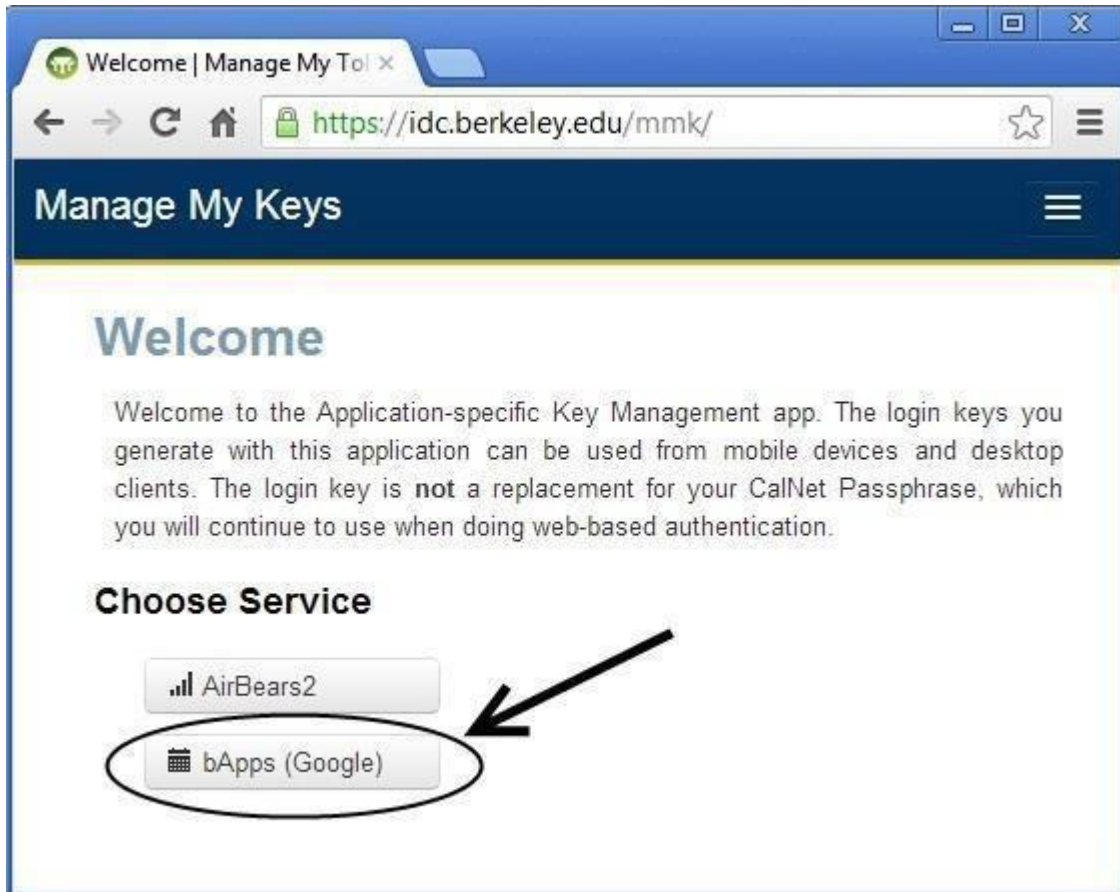 Welcome | Manage My Tol
https://idc.berkeley.edu/mmk/
Manage My Keys
Welcome
Welcome to the Application-specific Key Management app. The login keys you
generate with this application can be used from mobile devices and desktop
clients. The login key is not a replacement for your CalNet Passphrase, which
you will continue to use when doing web-based authentication.
Choose Service
AirBears2
bApps (Google)